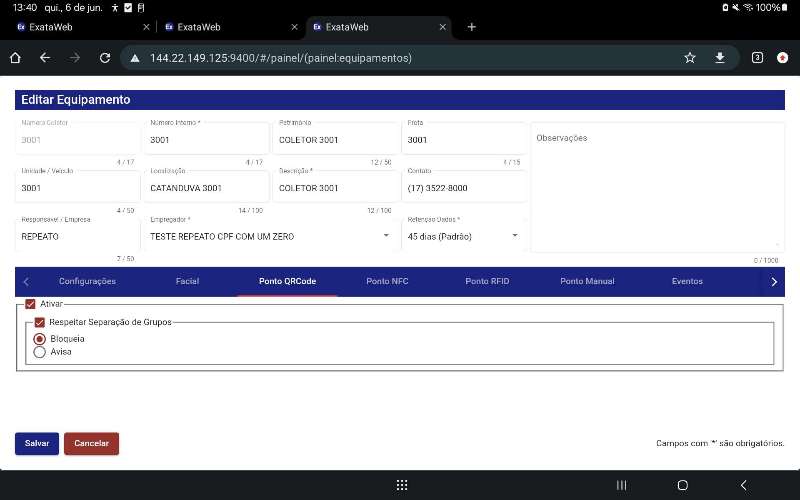 13:40 qui., 6 de jun. 100%
ExataWeb ExataWeb ExataWeb
144.22.149.125:9400/#/painel/(painel:equipamentos) 3
Editar Equipamento
Número Coletor Número Interno * Patrimônio Frota
3001 3001 COLETOR 3001 3001 Observações
4 / 17 4 / 17 12 / 50 4 / 15
Unidade / Veículo Localização Descrição * Contato
3001 CATANDUVA 3001 COLETOR 3001 (17) 3522-8000
4 / 50 14 / 100 12 / 100
Responsável / Empresa Empregador * Retenção Dados *
REPEATO TESTE REPEATO CPF COM UM ZERO 45 dias (Padrão)
7 / 50 0 / 1000
Configurações Facial Ponto QRCode Ponto NFC Ponto RFID Ponto Manual Eventos
Ativar
Respeitar Separação de Grupos
Bloqueia
Avisa
Salvar Cancelar Campos com '*' são obrigatórios.